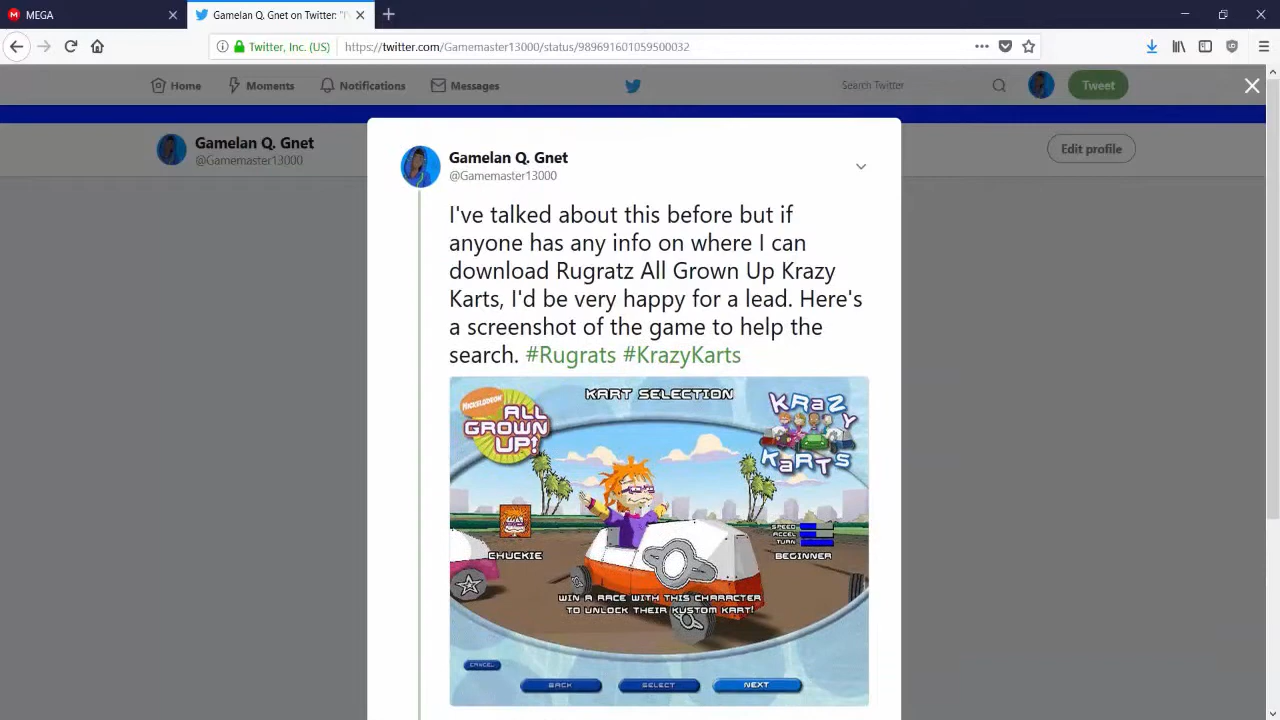 MEGA
Gamelan Q. Gnet on Twitter: "I'v
Twitter, Inc. (US)
https://twitter.com/Gamemaster13000/status/989691601059500032
Home
Moments
Notifications
Messages
Search Twitter
Tweet
Gamelan Q. Gnet
@Gamemaster13000
Edit profile
Gamelan Q. Gnet
@Gamemaster13000
I've talked about this before but if
anyone has any info on where I can
download Rugratz All Grown Up Krazy
Karts, I'd be very happy for a lead. Here's
a screenshot of the game to help the
search. #Rugrats #KrazyKarts
NICKELODEON
ALL
GROWN
UP!
KART SELECTION
KRaZY
KaRTS
CHUCKIE
SPEED
ACCEL
TURN
BEGINNER
WIN A RACE WITH THIS CHARACTER
TO UNLOCK THEIR KUSTOM KART!
CANCEL
BACK
SELECT
NEXT